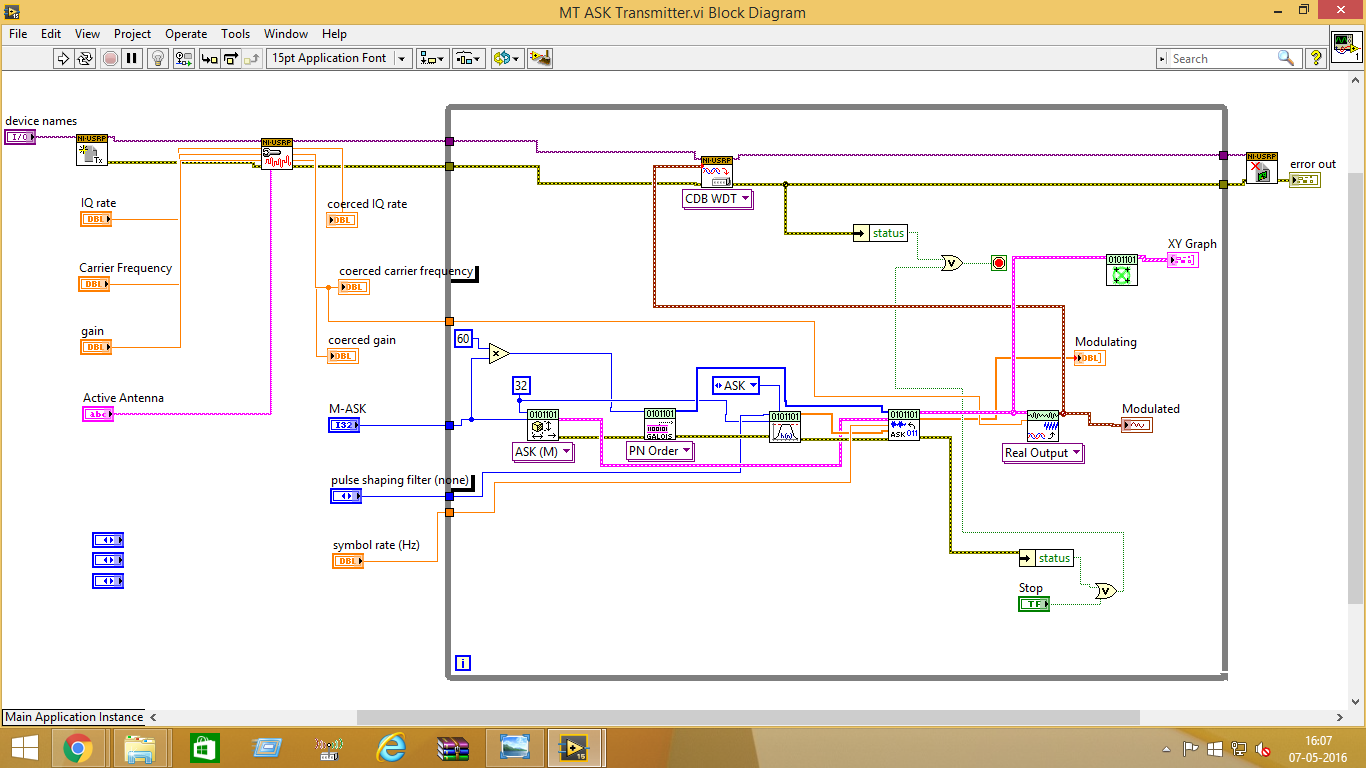 MT ASK Transmitter.vi Block Diagram
File Edit View Project Operate Tools Window Help
15pt Application Font
Search
?
1
device names
I/O
NI-USRP
Tx
NI-USRP
NI-USRP
CDB WDT
NI-USRP
error out
IQ rate
DBL
coerced IQ rate
DBL
status
XY Graph
Carrier Frequency
DBL
coerced carrier frequency
DBL
0101101
gain
DBL
coerced gain
DBL
60
x
Modulating
DBL
Active Antenna
abc
M-ASK
I32
32
ASK
0101101
ASK (M)
0101101
GALOIS
PN Order
0101101
0101101
ASK 011
Real Output
Modulated
pulse shaping filter (none)
symbol rate (Hz)
DBL
status
Stop
TF
i
Main Application Instance
15
16:07
07-05-2016